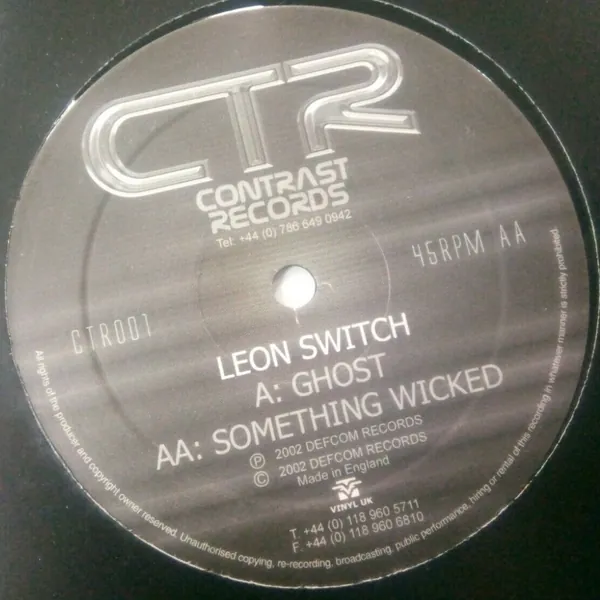 CTR
CONTRAST
RECORDS
Tel: +44 (0) 786 649 0942
45RPM AA
CTR001
LEON SWITCH
A: GHOST
AA: SOMETHING WICKED
Ⓟ 2002 DEFCOM RECORDS
© 2002 DEFCOM RECORDS
Made in England
VINYL UK
T. +44 (0) 118 960 5711
F. +44 (0) 118 960 6810
All rights of the producer and copyright owner reserved. Unauthorised copying, re-recording, broadcasting, public performance, hiring or rental of this recording in whatever manner is strictly prohibited.